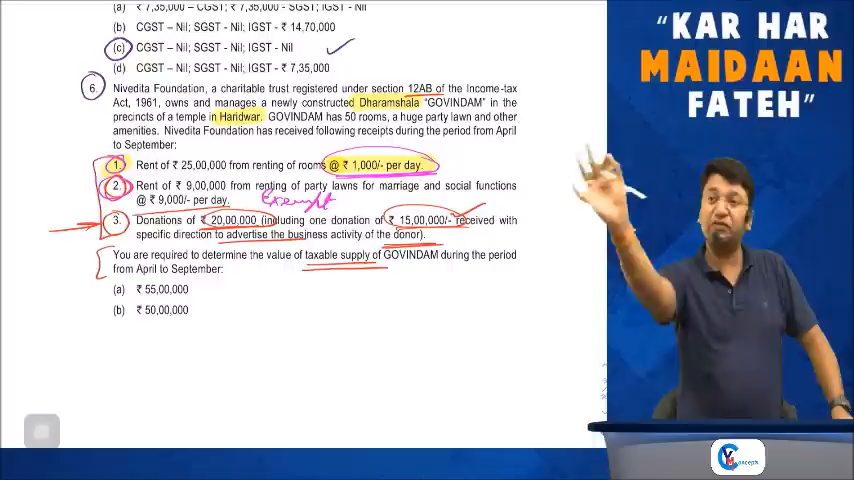 (a) ₹ 7,35,000 – CGST; ₹ 7,35,000 - SGST; IGST - Nil
(b) CGST – Nil; SGST - Nil; IGST - ₹ 14,70,000
(c) CGST – Nil; SGST - Nil; IGST - Nil
(d) CGST – Nil; SGST - Nil; IGST - ₹ 7,35,000
6. Nivedita Foundation, a charitable trust registered under section 12AB of the Income-tax
Act, 1961, owns and manages a newly constructed Dharamshala “GOVINDAM” in the
precincts of a temple in Haridwar. GOVINDAM has 50 rooms, a huge party lawn and other
amenities. Nivedita Foundation has received following receipts during the period from April
to September:
1. Rent of ₹ 25,00,000 from renting of rooms @ ₹ 1,000/- per day.
2. Rent of ₹ 9,00,000 from renting of party lawns for marriage and social functions
@ ₹ 9,000/- per day.
Exempt
3. Donations of ₹ 20,00,000 (including one donation of ₹ 15,00,000/- received with
specific direction to advertise the business activity of the donor).
You are required to determine the value of taxable supply of GOVINDAM during the period
from April to September:
(a) ₹ 55,00,000
(b) ₹ 50,00,000
“KAR HAR
MAIDAAN
FATEH”